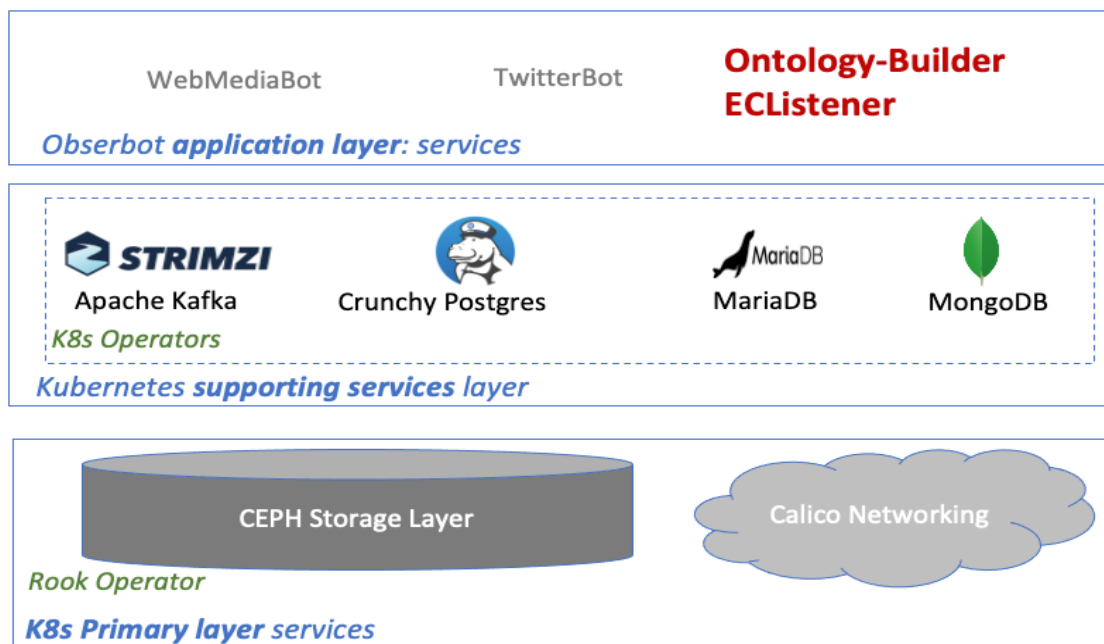 WebMediaBot
TwitterBot
Ontology-Builder
ECListener
Obserbot application layer: services
STRIMZI
Apache Kafka
Crunchy Postgres
MariaDB
MariaDB
MongoDB
K8s Operators
Kubernetes supporting services layer
CEPH Storage Layer
Calico Networking
Rook Operator
K8s Primary layer services